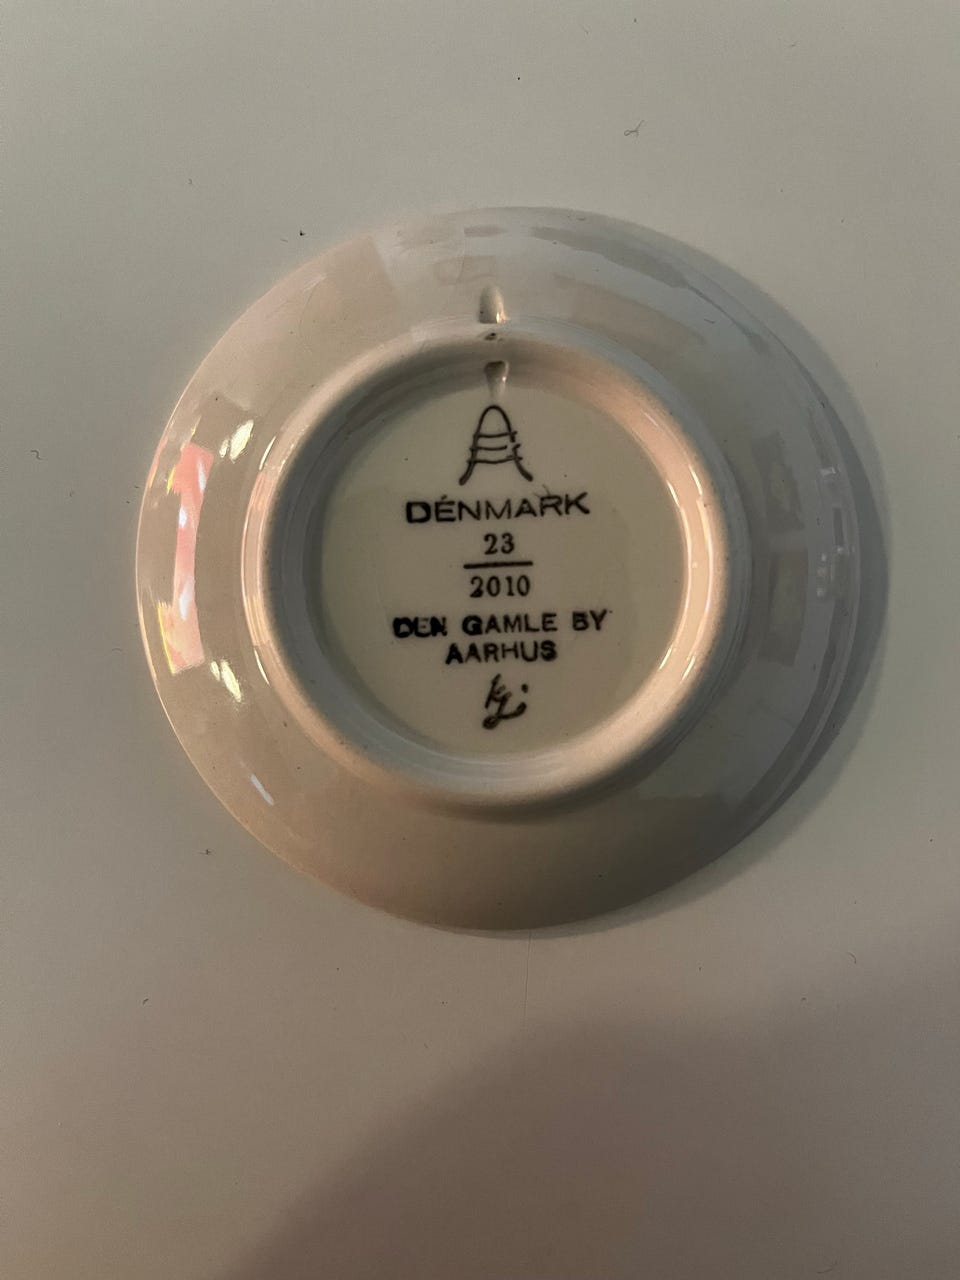 DENMARK
23
2010
DEN GAMLE BY
AARHUS